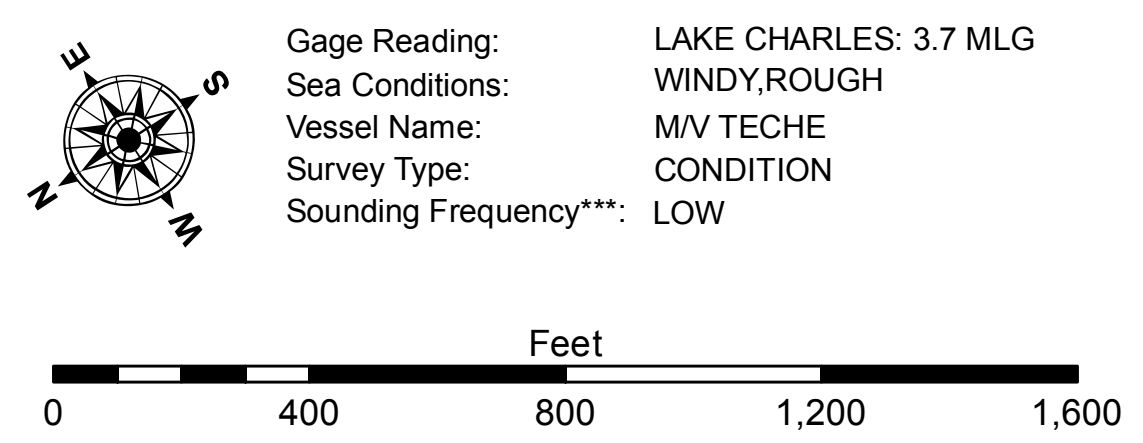 E
S
N
W
Gage Reading: LAKE CHARLES: 3.7 MLG
Sea Conditions: WINDY,ROUGH
Vessel Name: M/V TECHE
Survey Type: CONDITION
Sounding Frequency***: LOW
Feet
0 400 800 1,200 1,600